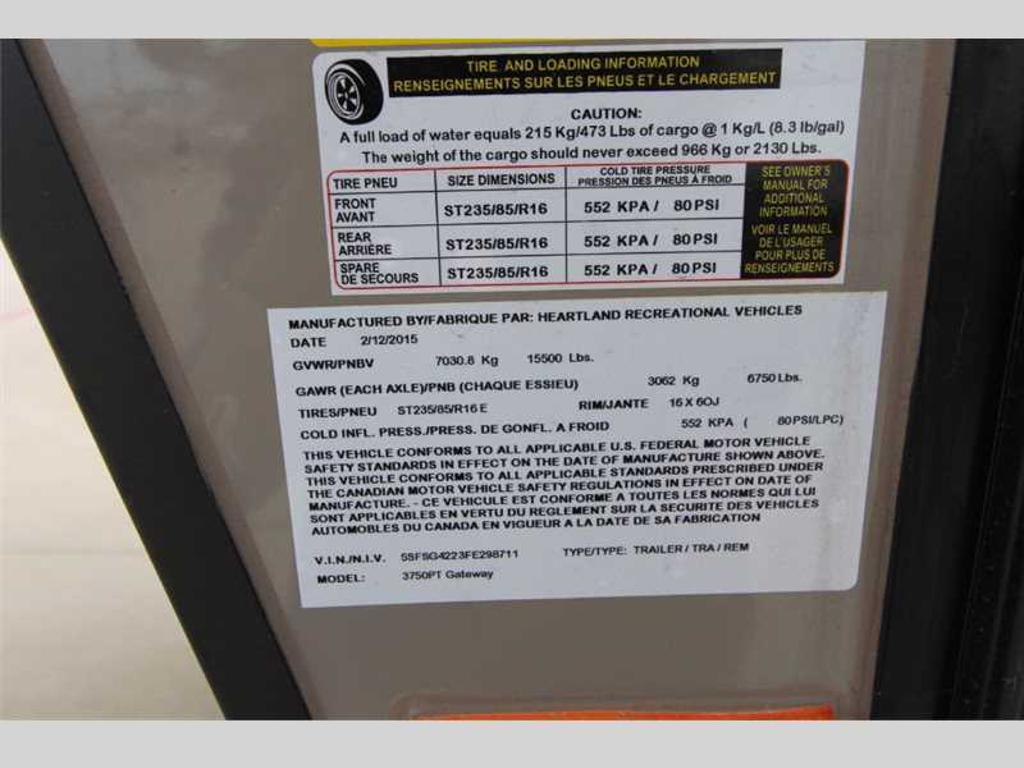 TIRE AND LOADING INFORMATION
RENSEIGNEMENTS SUR LES PNEUS ET LE CHARGEMENT
CAUTION:
A full load of water equals 215 Kg/473 Lbs of cargo @ 1 Kg/L (8.3 lb/gal)
The weight of the cargo should never exceed 966 Kg or 2130 Lbs.
TIRE PNEU SIZE DIMENSIONS COLD TIRE PRESSURE PRESSION DES PNEUS À FROID
FRONT AVANT ST235/85/R16 552 KPA / 80 PSI
REAR ARRIÈRE ST235/85/R16 552 KPA / 80 PSI
SPARE DE SECOURS ST235/85/R16 552 KPA / 80 PSI
SEE OWNER'S
MANUAL FOR
ADDITIONAL
INFORMATION
VOIR LE MANUEL
DE L'USAGER
POUR PLUS DE
RENSEIGNEMENTS
MANUFACTURED BY/FABRIQUE PAR: HEARTLAND RECREATIONAL VEHICLES
DATE 2/12/2015
GVWR/PNBV 7030.8 Kg 15500 Lbs.
GAWR (EACH AXLE)/PNB (CHAQUE ESSIEU) 3062 Kg 6750 Lbs.
TIRES/PNEU ST235/85/R16 E RIM/JANTE 16 X 6OJ
COLD INFL. PRESS./PRESS. DE GONFL. A FROID 552 KPA ( 80 PSI/LPC)
THIS VEHICLE CONFORMS TO ALL APPLICABLE U.S. FEDERAL MOTOR VEHICLE
SAFETY STANDARDS IN EFFECT ON THE DATE OF MANUFACTURE SHOWN ABOVE.
THIS VEHICLE CONFORMS TO ALL APPLICABLE STANDARDS PRESCRIBED UNDER
THE CANADIAN MOTOR VEHICLE SAFETY REGULATIONS IN EFFECT ON DATE OF
MANUFACTURE. - CE VEHICULE EST CONFORME A TOUTES LES NORMES QUI LUI
SONT APPLICABLES EN VERTU DU REGLEMENT SUR LA SECURITE DES VEHICLES
AUTOMOBILES DU CANADA EN VIGUEUR A LA DATE DE SA FABRICATION
V.I.N./N.I.V. 5SFSG4223FE298711 TYPE/TYPE: TRAILER / TRA / REM
MODEL: 3750PT Gateway